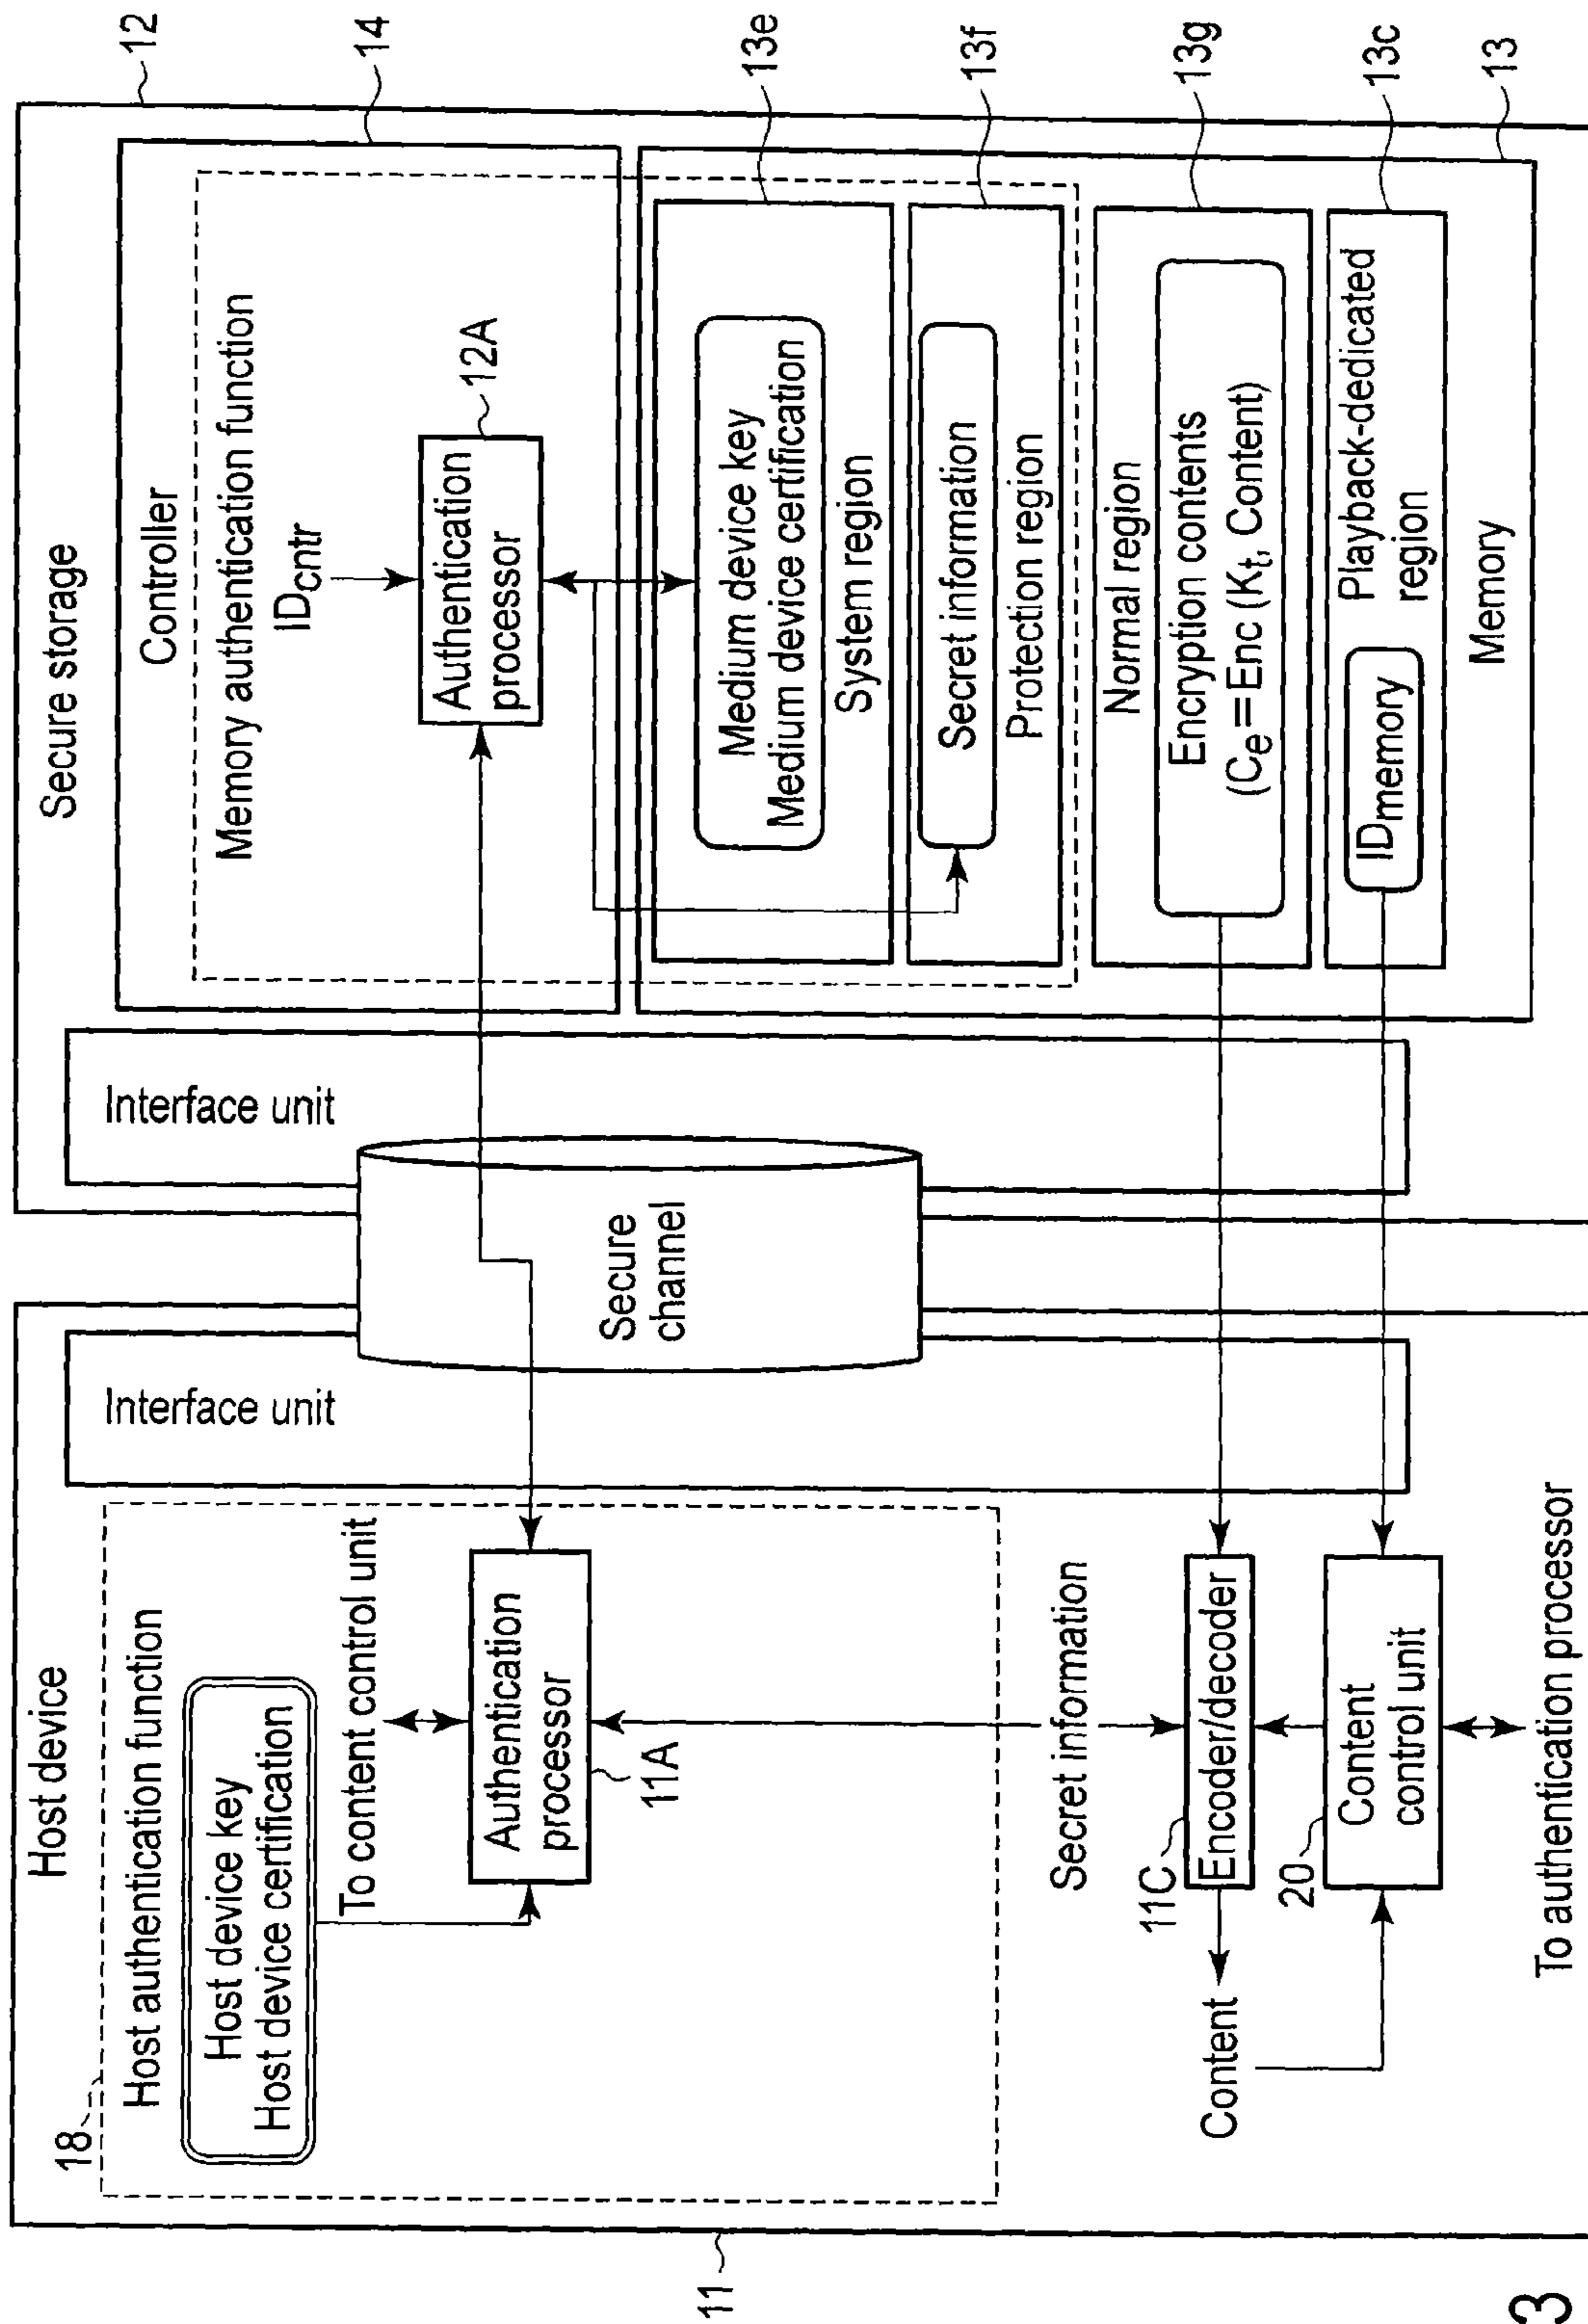 11
Host device
18
Host authentication function
Host device key
Host device certification
To content control unit
Authentication
processor
11A
Secret information
11C
Encoder/decoder
Content
20
Content
control unit
To authentication processor
Interface unit
Secure
channel
Interface unit
Secure storage
12
Controller
14
Memory authentication function
IDcntr
Authentication
processor
12A
Medium device key
Medium device certification
System region
13e
Secret information
Protection region
13f
Normal region
Encryption contents
(Ce=Enc (Kt, Content)
13g
IDmemory
Playback-dedicated
region
13c
Memory
13
3